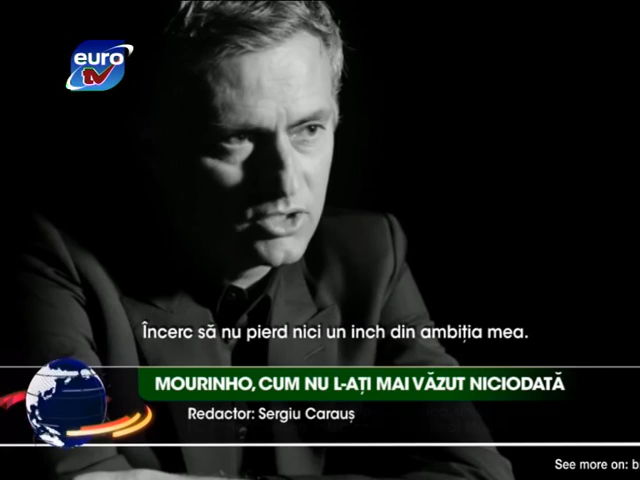 euro
tv
Încerc să nu pierd nici un inch din ambiția mea.
MOURINHO, CUM NU L-AȚI MAI VĂZUT NICIODATĂ
Redactor: Sergiu Carauș
See more on: b